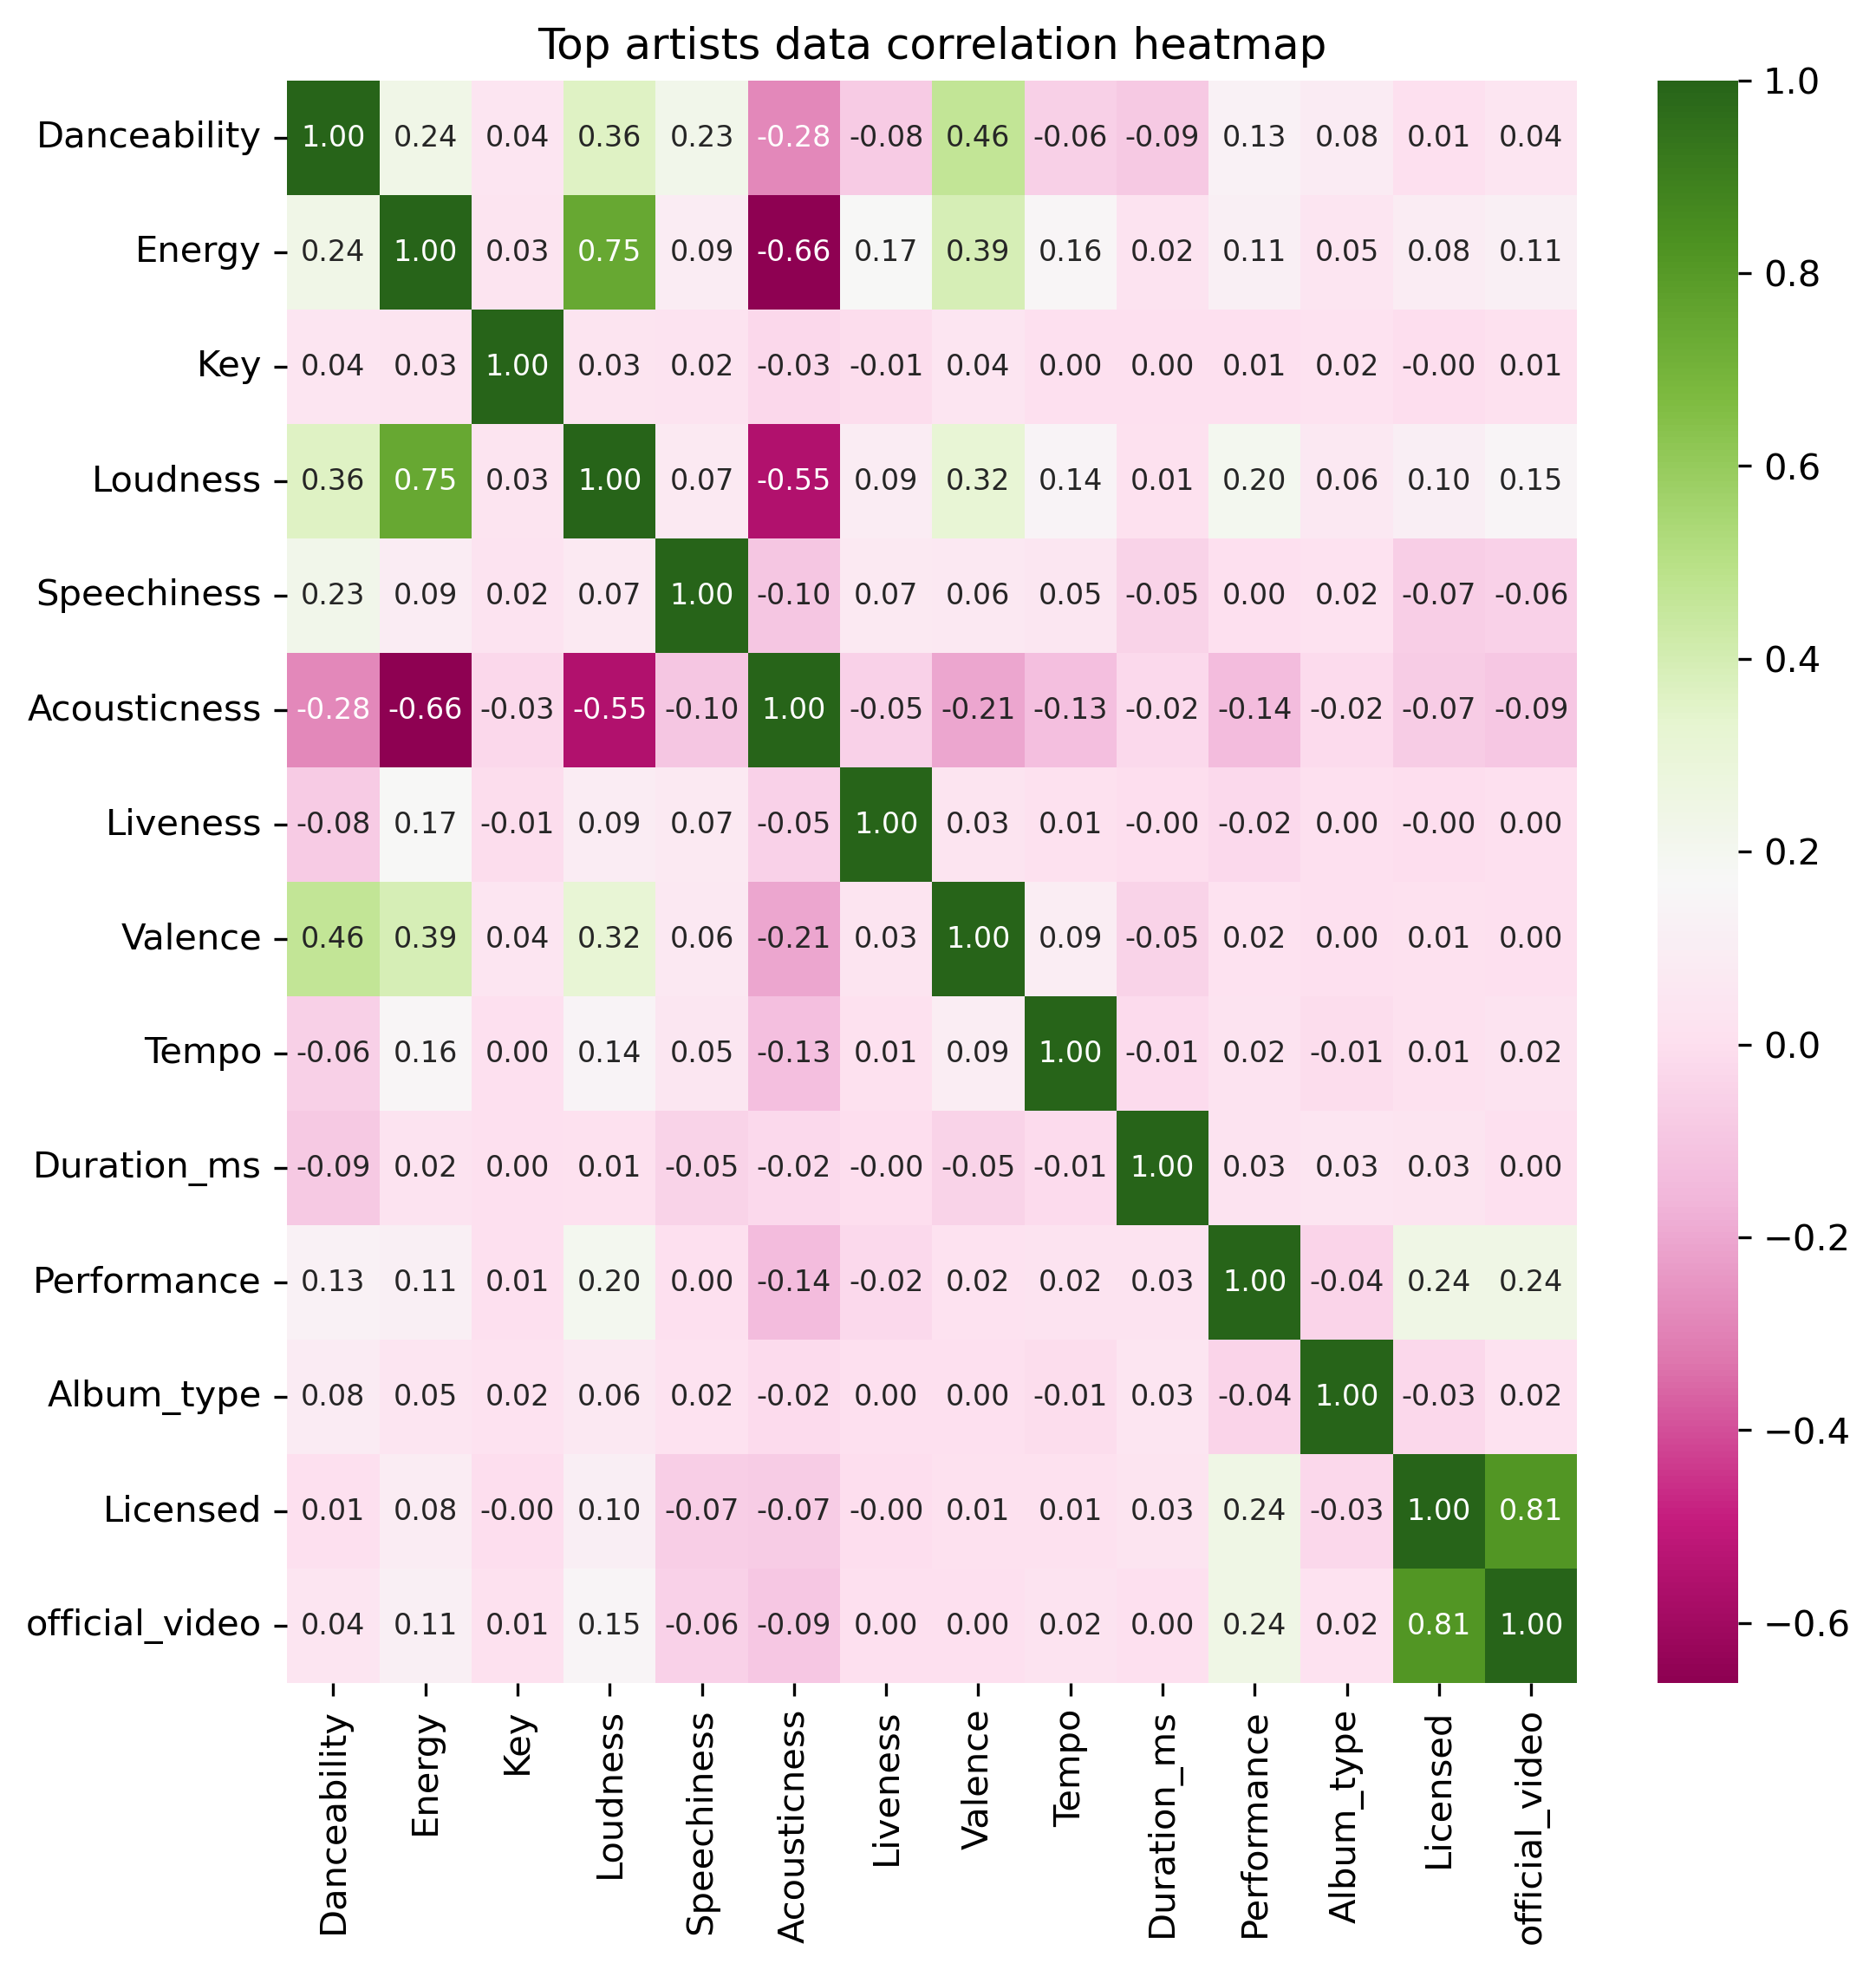 Top artists data correlation heatmap
Danceability 1.00 0.24 0.04 0.36 0.23 -0.28 -0.08 0.46 -0.06 -0.09 0.13 0.08 0.01 0.04
Energy 0.24 1.00 0.03 0.75 0.09 -0.66 0.17 0.39 0.16 0.02 0.11 0.05 0.08 0.11
Key 0.04 0.03 1.00 0.03 0.02 -0.03 -0.01 0.04 0.00 0.00 0.01 0.02 -0.00 0.01
Loudness 0.36 0.75 0.03 1.00 0.07 -0.55 0.09 0.32 0.14 0.01 0.20 0.06 0.10 0.15
Speechiness 0.23 0.09 0.02 0.07 1.00 -0.10 0.07 0.06 0.05 -0.05 0.00 0.02 -0.07 -0.06
Acousticness -0.28 -0.66 -0.03 -0.55 -0.10 1.00 -0.05 -0.21 -0.13 -0.02 -0.14 -0.02 -0.07 -0.09
Liveness -0.08 0.17 -0.01 0.09 0.07 -0.05 1.00 0.03 0.01 -0.00 -0.02 0.00 -0.00 0.00
Valence 0.46 0.39 0.04 0.32 0.06 -0.21 0.03 1.00 0.09 -0.05 0.02 0.00 0.01 0.00
Tempo -0.06 0.16 0.00 0.14 0.05 -0.13 0.01 0.09 1.00 -0.01 0.02 -0.01 0.01 0.02
Duration_ms -0.09 0.02 0.00 0.01 -0.05 -0.02 -0.00 -0.05 -0.01 1.00 0.03 0.03 0.03 0.00
Performance 0.13 0.11 0.01 0.20 0.00 -0.14 -0.02 0.02 0.02 0.03 1.00 -0.04 0.24 0.24
Album_type 0.08 0.05 0.02 0.06 0.02 -0.02 0.00 0.00 -0.01 0.03 -0.04 1.00 -0.03 0.02
Licensed 0.01 0.08 -0.00 0.10 -0.07 -0.07 -0.00 0.01 0.01 0.03 0.24 -0.03 1.00 0.81
official_video 0.04 0.11 0.01 0.15 -0.06 -0.09 0.00 0.00 0.02 0.00 0.24 0.02 0.81 1.00
Danceability
Energy
Key
Loudness
Speechiness
Acousticness
Liveness
Valence
Tempo
Duration_ms
Performance
Album_type
Licensed
official_video
1.0
0.8
0.6
0.4
0.2
0.0
−0.2
−0.4
−0.6